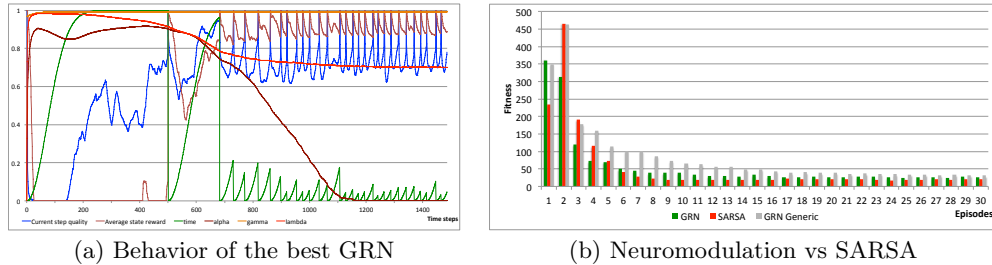 1
0.8
0.6
0.4
0.2
0
0 200 400 600 800 1000 1200 1400
Time steps
Current step quality Average state reward time alpha gamma lambda
(a) Behavior of the best GRN
Fitness
500
450
400
350
300
250
200
150
100
50
0
1 2 3 4 5 6 7 8 9 10 11 12 13 14 15 16 17 18 19 20 21 22 23 24 25 26 27 28 29 30
GRN SARSA GRN Generic
Episodes
(b) Neuromodulation vs SARSA